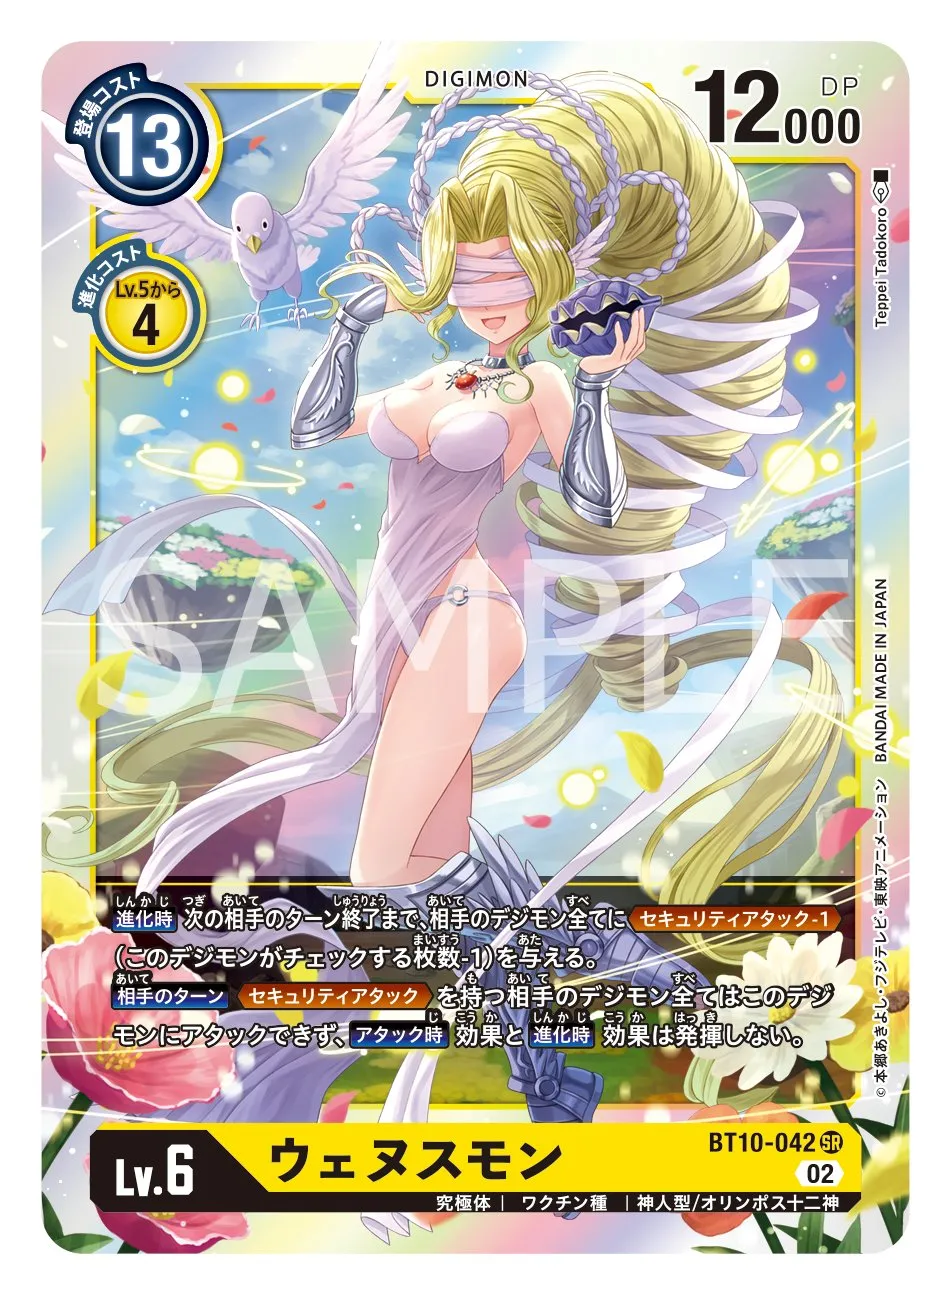 DIGIMON
登場コスト
13
12000
DP
進化コスト
Lv.5から
4
Teppei Tadokoro
SAMPLE
BANDAI MADE IN JAPAN
©本郷あきよし・フジテレビ・東映アニメーション
進化時 次の相手のターン終了まで、相手のデジモン全てに セキュリティアタック-1
(このデジモンがチェックする枚数-1)を与える。
相手のターン セキュリティアタック を持つ相手のデジモン全てはこのデジ
モンにアタックできず、アタック時 効果と 進化時 効果は発揮しない。
Lv.6
ウェヌスモン
BT10-042 SR
02
究極体 | ワクチン種 | 神人型/オリンポス十二神